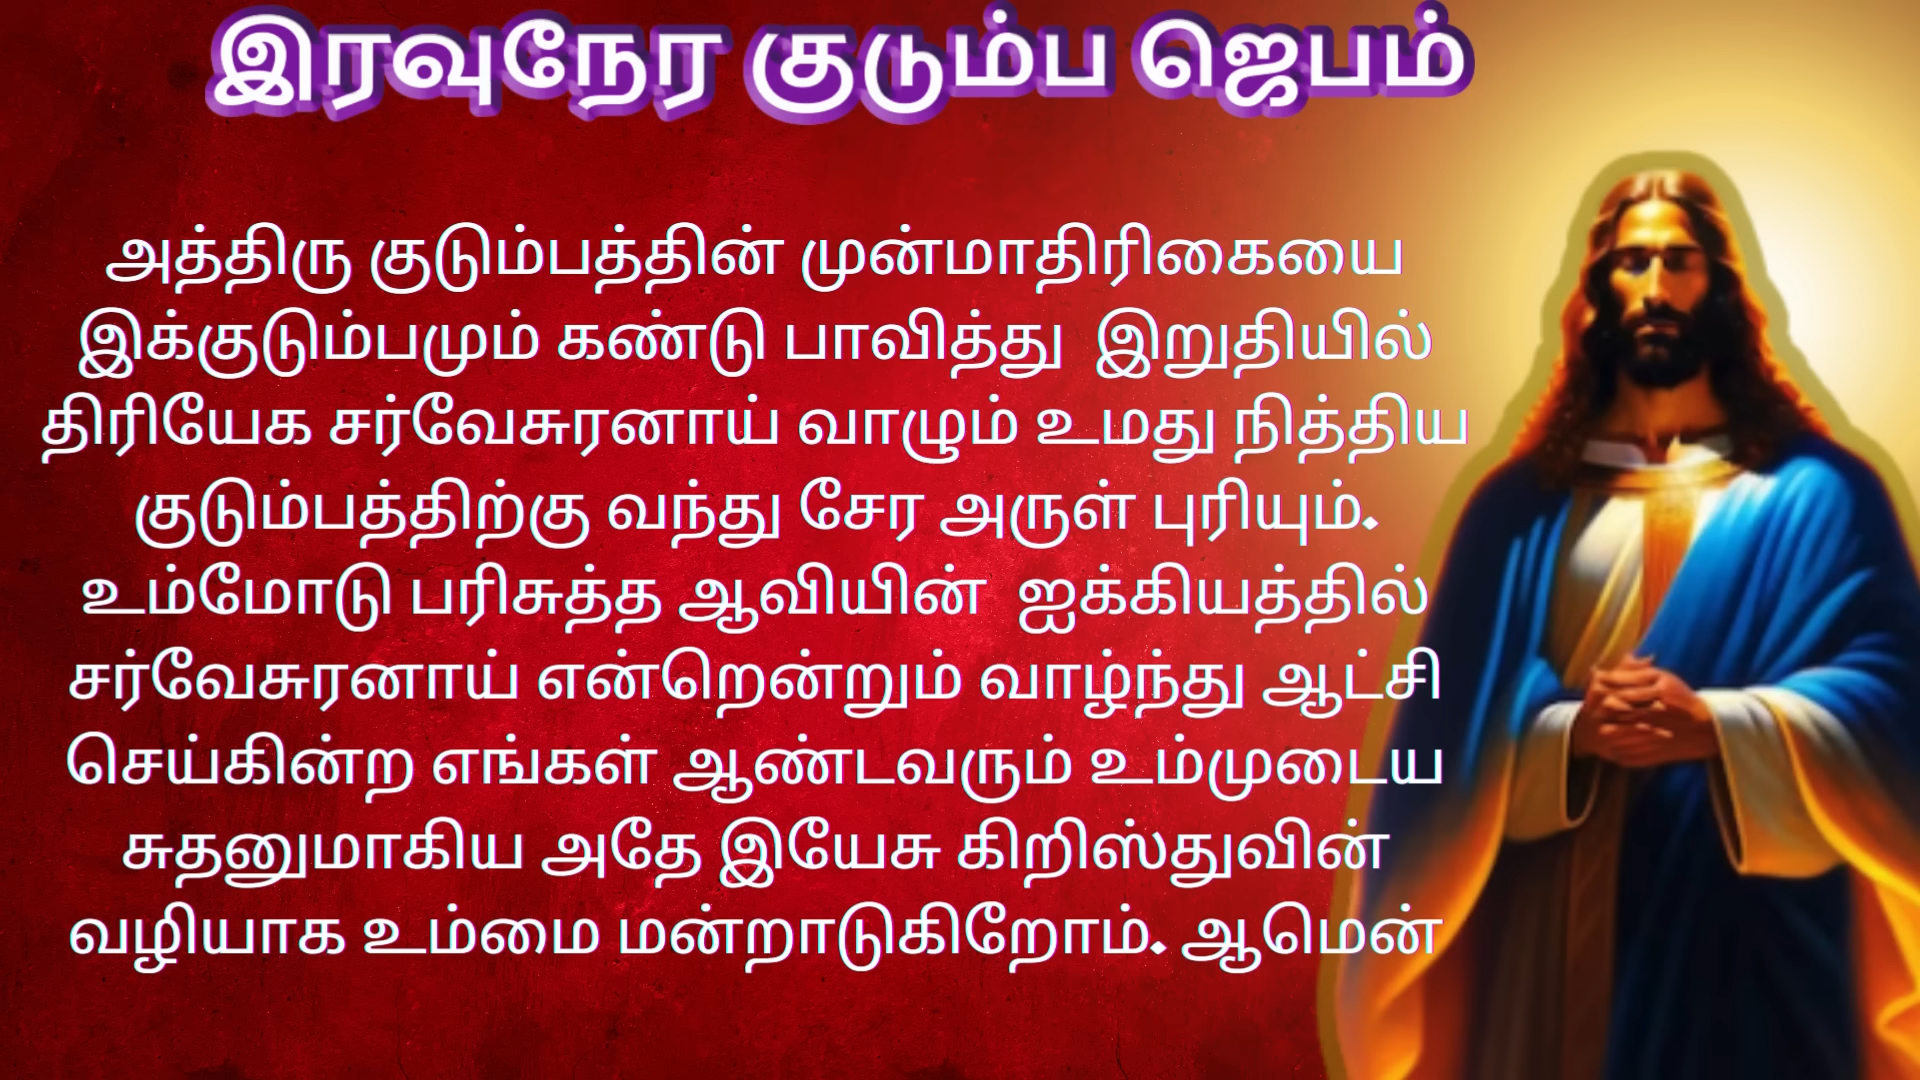 இரவுநேர குடும்ப ஜெபம்
அத்திரு குடும்பத்தின் முன்மாதிரிகையை
இக்குடும்பமும் கண்டு பாவித்து இறுதியில்
திரியேக சர்வேசுரனாய் வாழும் உமது நித்திய
குடும்பத்திற்கு வந்து சேர அருள் புரியும்.
உம்மோடு பரிசுத்த ஆவியின் ஐக்கியத்தில்
சர்வேசுரனாய் என்றென்றும் வாழ்ந்து ஆட்சி
செய்கின்ற எங்கள் ஆண்டவரும் உம்முடைய
சுதனுமாகிய அதே இயேசு கிறிஸ்துவின்
வழியாக உம்மை மன்றாடுகிறோம். ஆமென்